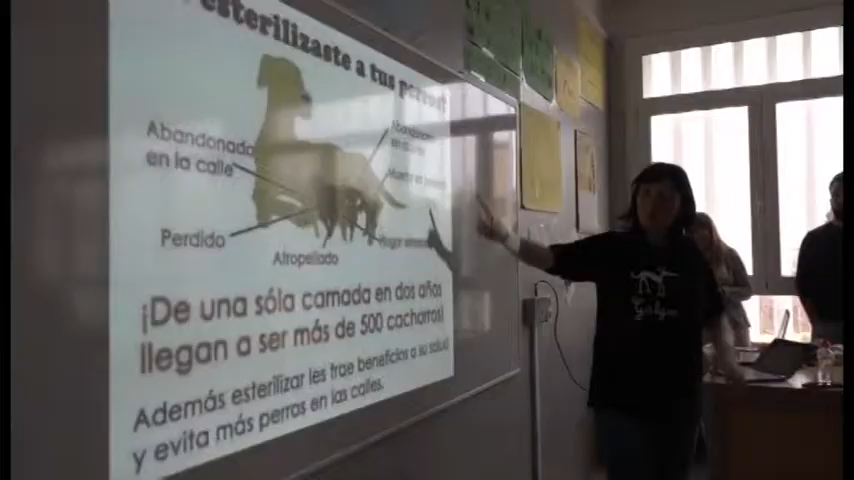 esterilizaste a tus perros?
Abandonado
en la calle
Abandonado
Perdido
Atropellado
¡De una sóla camada en dos años
llegan a ser más de 500 cachorros!
Además esterilizar les trae beneficios a su salud
y evita más perros en las calles.